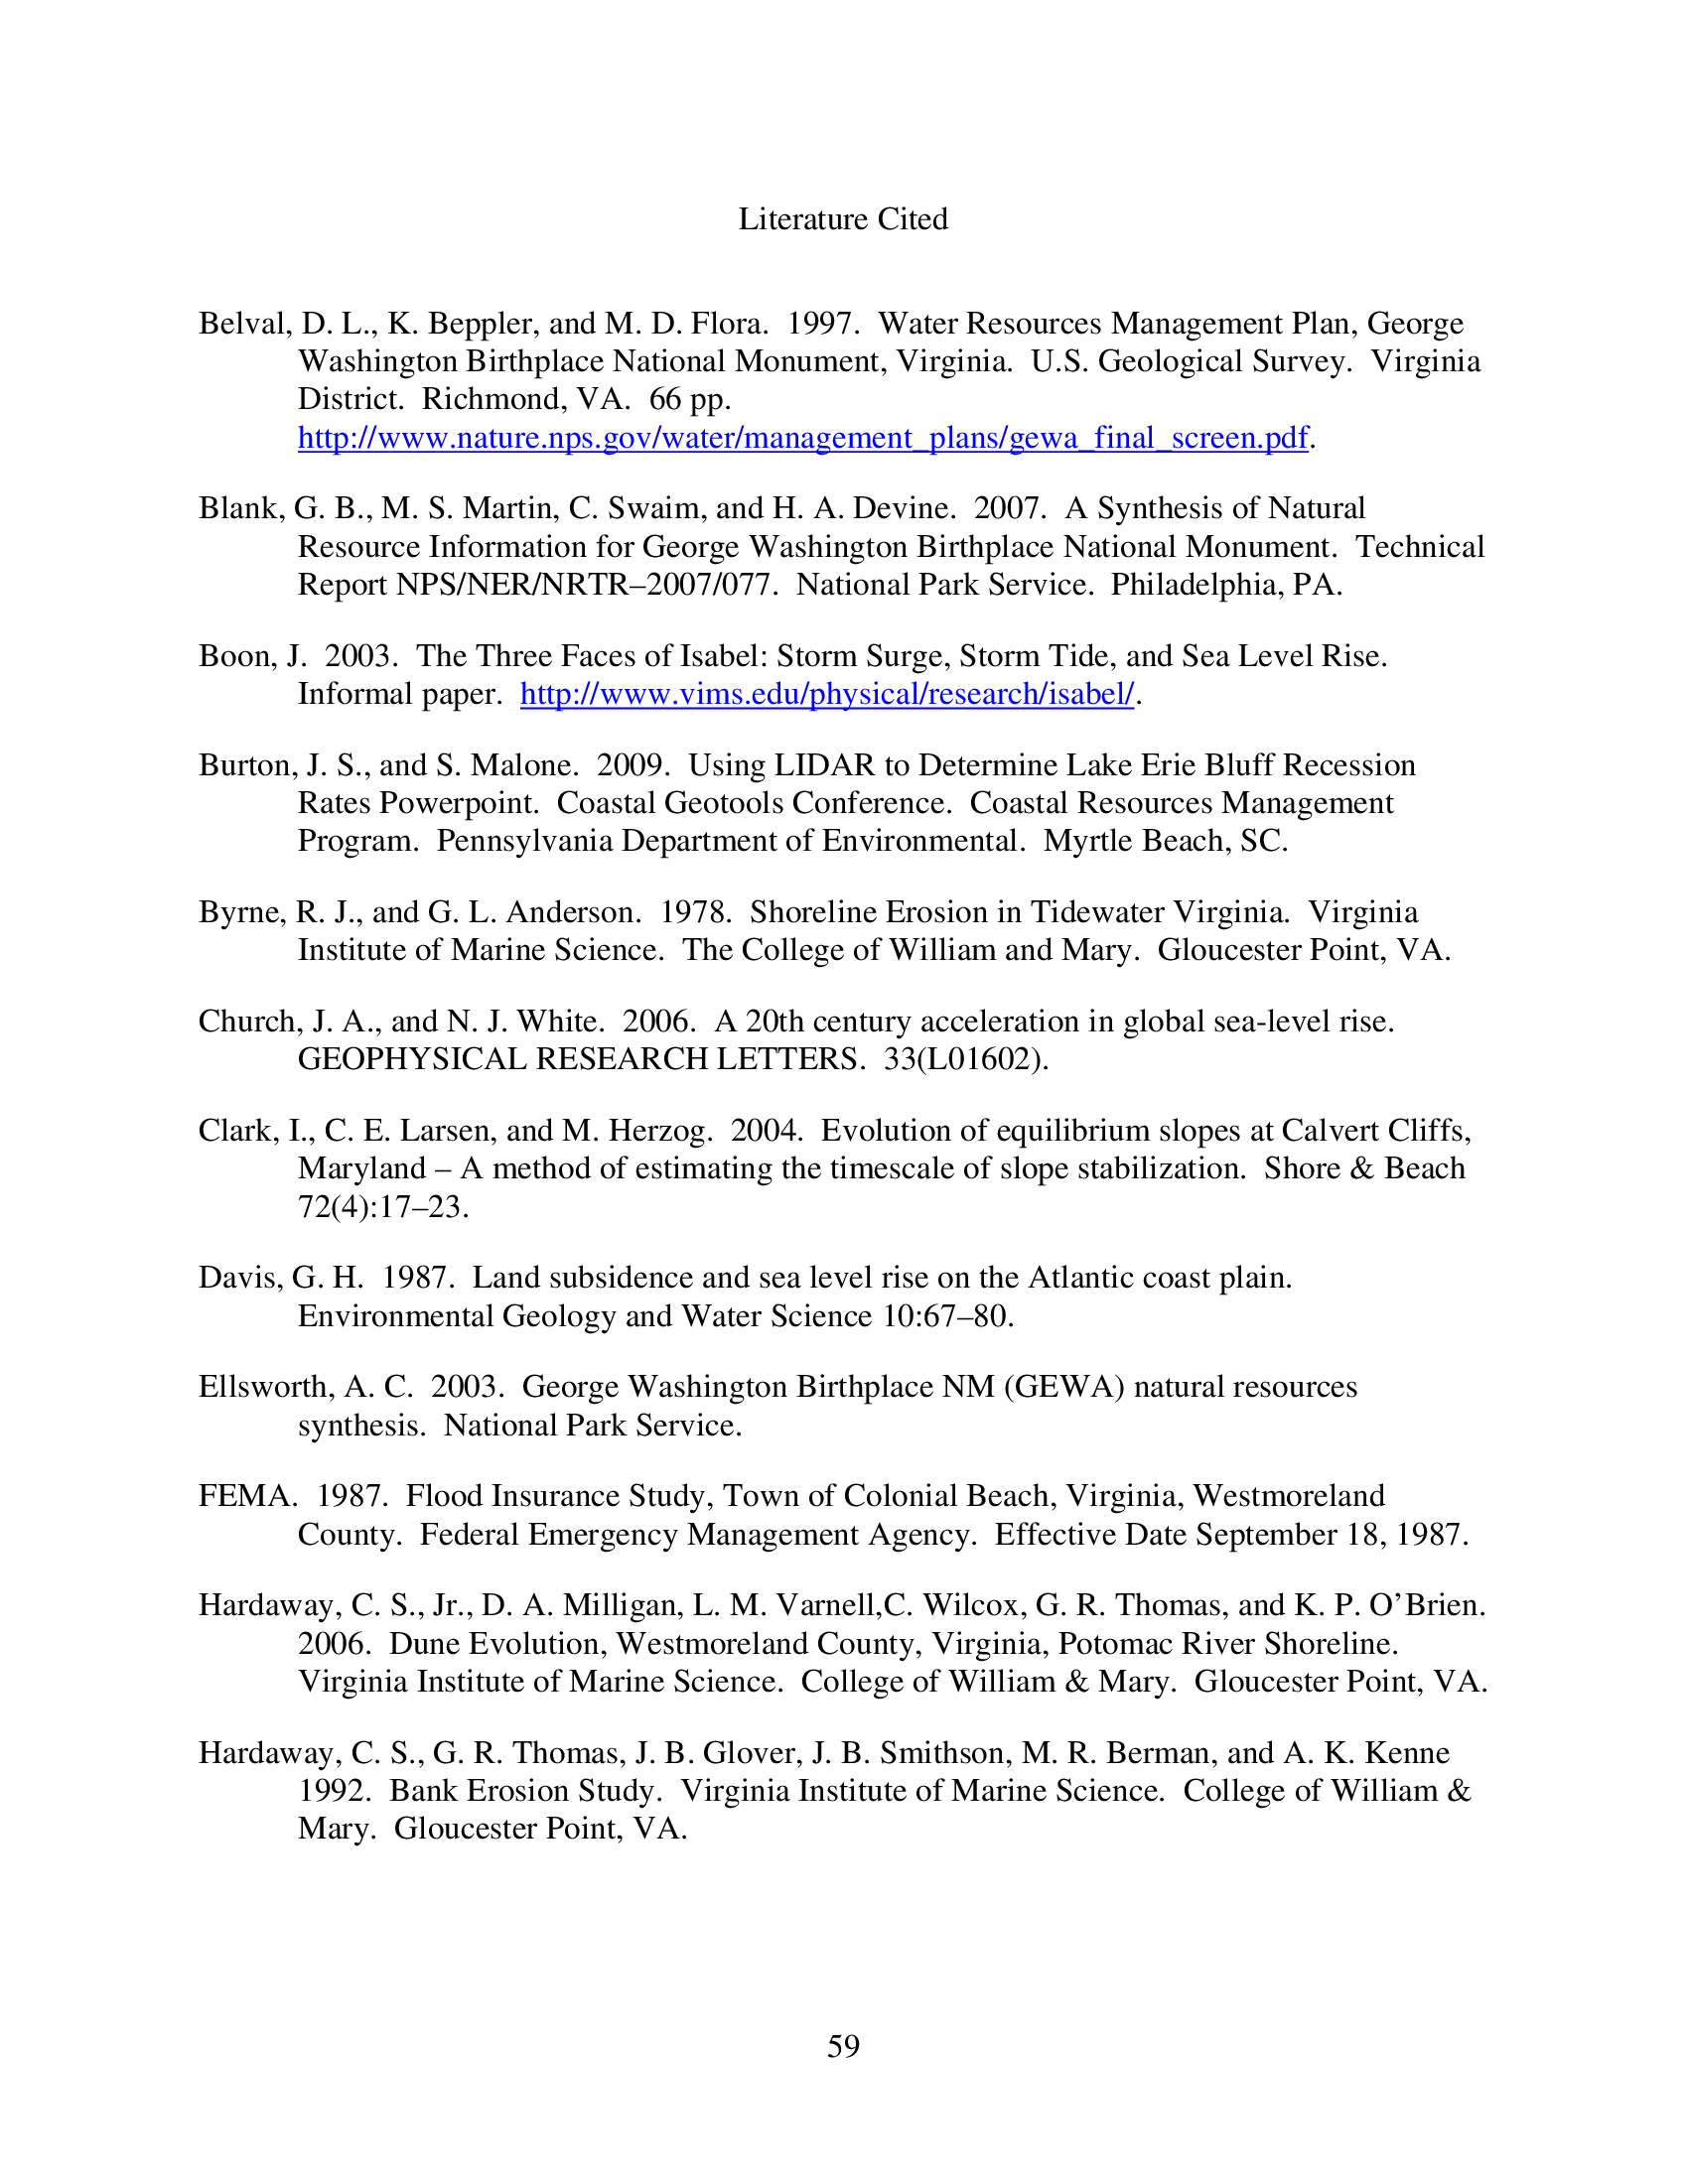 Literature Cited
Belval, D. L., K. Beppler, and M. D. Flora.  1997.  Water Resources Management Plan, George
Washington Birthplace National Monument, Virginia.  U.S. Geological Survey.  Virginia
District.  Richmond, VA.  66 pp.
http://www.nature.nps.gov/water/management_plans/gewa_final_screen.pdf.
Blank, G. B., M. S. Martin, C. Swaim, and H. A. Devine.  2007.  A Synthesis of Natural
Resource Information for George Washington Birthplace National Monument.  Technical
Report NPS/NER/NRTR–2007/077.  National Park Service.  Philadelphia, PA.
Boon, J.  2003.  The Three Faces of Isabel: Storm Surge, Storm Tide, and Sea Level Rise.
Informal paper.  http://www.vims.edu/physical/research/isabel/.
Burton, J. S., and S. Malone.  2009.  Using LIDAR to Determine Lake Erie Bluff Recession
Rates Powerpoint.  Coastal Geotools Conference.  Coastal Resources Management
Program.  Pennsylvania Department of Environmental.  Myrtle Beach, SC.
Byrne, R. J., and G. L. Anderson.  1978.  Shoreline Erosion in Tidewater Virginia.  Virginia
Institute of Marine Science.  The College of William and Mary.  Gloucester Point, VA.
Church, J. A., and N. J. White.  2006.  A 20th century acceleration in global sea-level rise.
GEOPHYSICAL RESEARCH LETTERS.  33(L01602).
Clark, I., C. E. Larsen, and M. Herzog.  2004.  Evolution of equilibrium slopes at Calvert Cliffs,
Maryland – A method of estimating the timescale of slope stabilization.  Shore & Beach
72(4):17–23.
Davis, G. H.  1987.  Land subsidence and sea level rise on the Atlantic coast plain.
Environmental Geology and Water Science 10:67–80.
Ellsworth, A. C.  2003.  George Washington Birthplace NM (GEWA) natural resources
synthesis.  National Park Service.
FEMA.  1987.  Flood Insurance Study, Town of Colonial Beach, Virginia, Westmoreland
County.  Federal Emergency Management Agency.  Effective Date September 18, 1987.
Hardaway, C. S., Jr., D. A. Milligan, L. M. Varnell,C. Wilcox, G. R. Thomas, and K. P. O’Brien.
2006.  Dune Evolution, Westmoreland County, Virginia, Potomac River Shoreline.
Virginia Institute of Marine Science.  College of William & Mary.  Gloucester Point, VA.
Hardaway, C. S., G. R. Thomas, J. B. Glover, J. B. Smithson, M. R. Berman, and A. K. Kenne
1992.  Bank Erosion Study.  Virginia Institute of Marine Science.  College of William &
Mary.  Gloucester Point, VA.
59